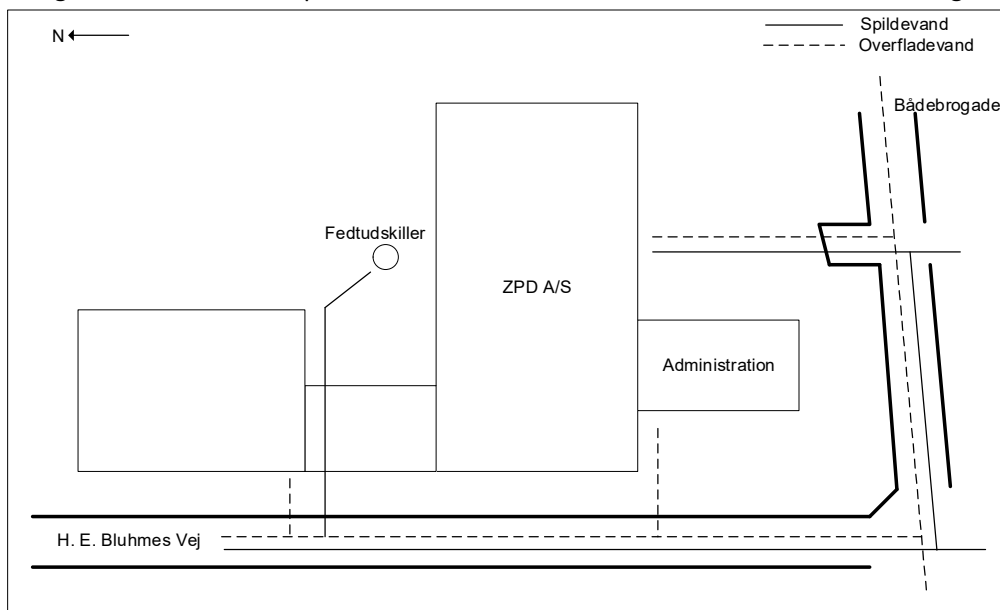 N
Spildevand
Overfladevand
Bådebrogade
Fedtudskiller
ZPD A/S
Administration
H. E. Bluhmes Vej